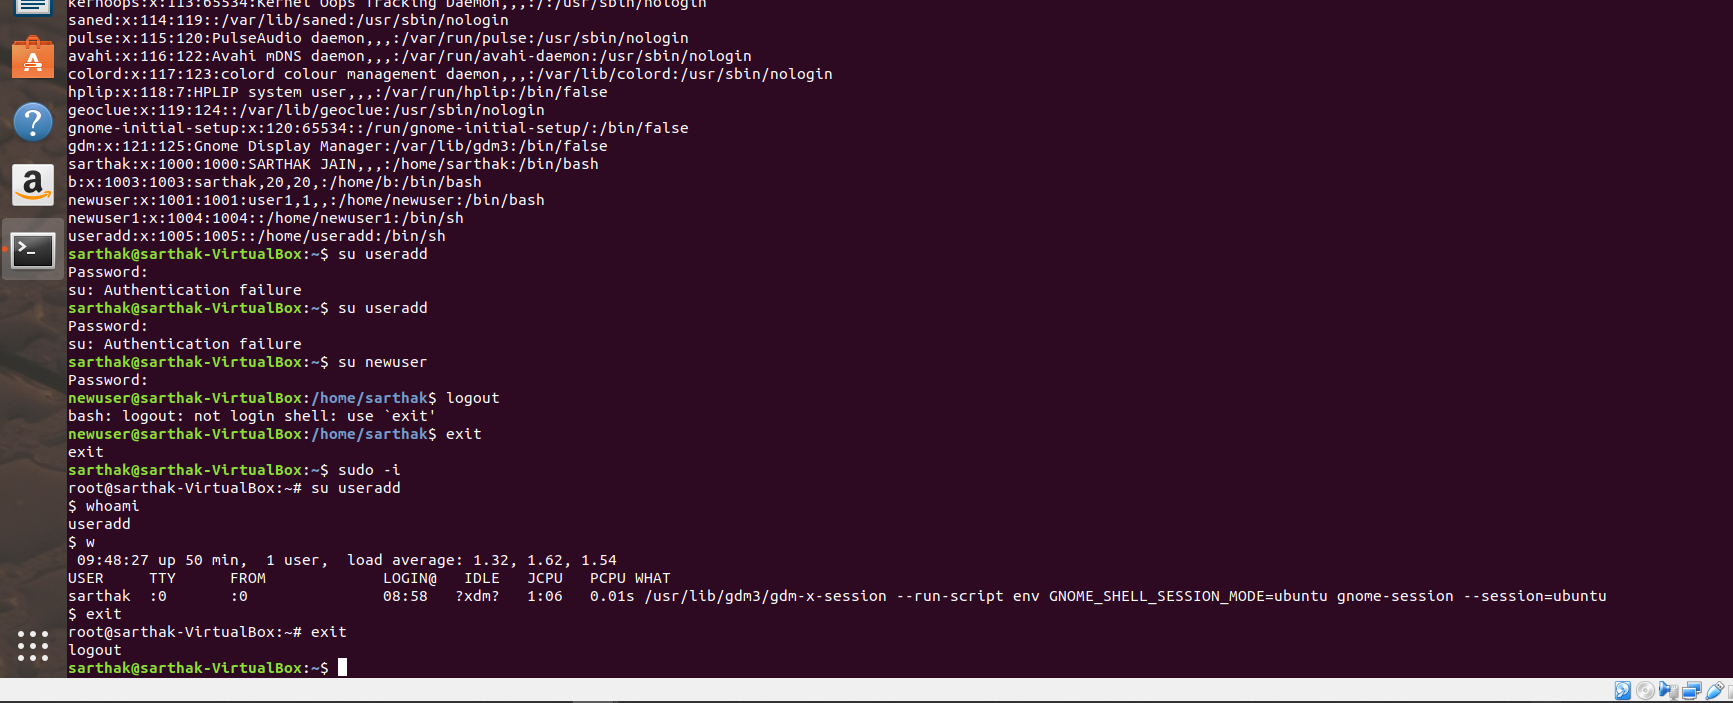 kernoops:x:113:65534:Kernel Oops Tracking Daemon,,,:/:/usr/sbin/nologin
saned:x:114:119::/var/lib/saned:/usr/sbin/nologin
pulse:x:115:120:PulseAudio daemon,,,:/var/run/pulse:/usr/sbin/nologin
avahi:x:116:122:Avahi mDNS daemon,,,:/var/run/avahi-daemon:/usr/sbin/nologin
colord:x:117:123:colord colour management daemon,,,:/var/lib/colord:/usr/sbin/nologin
hplip:x:118:7:HPLIP system user,,,:/var/run/hplip:/bin/false
geoclue:x:119:124::/var/lib/geoclue:/usr/sbin/nologin
gnome-initial-setup:x:120:65534::/run/gnome-initial-setup/:/bin/false
gdm:x:121:125:Gnome Display Manager:/var/lib/gdm3:/bin/false
sarthak:x:1000:1000:SARTHAK JAIN,,,:/home/sarthak:/bin/bash
b:x:1003:1003:sarthak,20,20,:/home/b:/bin/bash
newuser:x:1001:1001:user1,1,,:/home/newuser:/bin/bash
newuser1:x:1004:1004::/home/newuser1:/bin/sh
useradd:x:1005:1005::/home/useradd:/bin/sh
sarthak@sarthak-VirtualBox:~$ su useradd
Password:
su: Authentication failure
sarthak@sarthak-VirtualBox:~$ su useradd
Password:
su: Authentication failure
sarthak@sarthak-VirtualBox:~$ su newuser
Password:
newuser@sarthak-VirtualBox:/home/sarthak$ logout
bash: logout: not login shell: use `exit'
newuser@sarthak-VirtualBox:/home/sarthak$ exit
exit
sarthak@sarthak-VirtualBox:~$ sudo -i
root@sarthak-VirtualBox:~# su useradd
$ whoami
useradd
$ w
 09:48:27 up 50 min,  1 user,  load average: 1.32, 1.62, 1.54
USER     TTY      FROM             LOGIN@   IDLE   JCPU   PCPU WHAT
sarthak  :0       :0               08:58   ?xdm?   1:06   0.01s /usr/lib/gdm3/gdm-x-session --run-script env GNOME_SHELL_SESSION_MODE=ubuntu gnome-session --session=ubuntu
$ exit
root@sarthak-VirtualBox:~# exit
logout
sarthak@sarthak-VirtualBox:~$